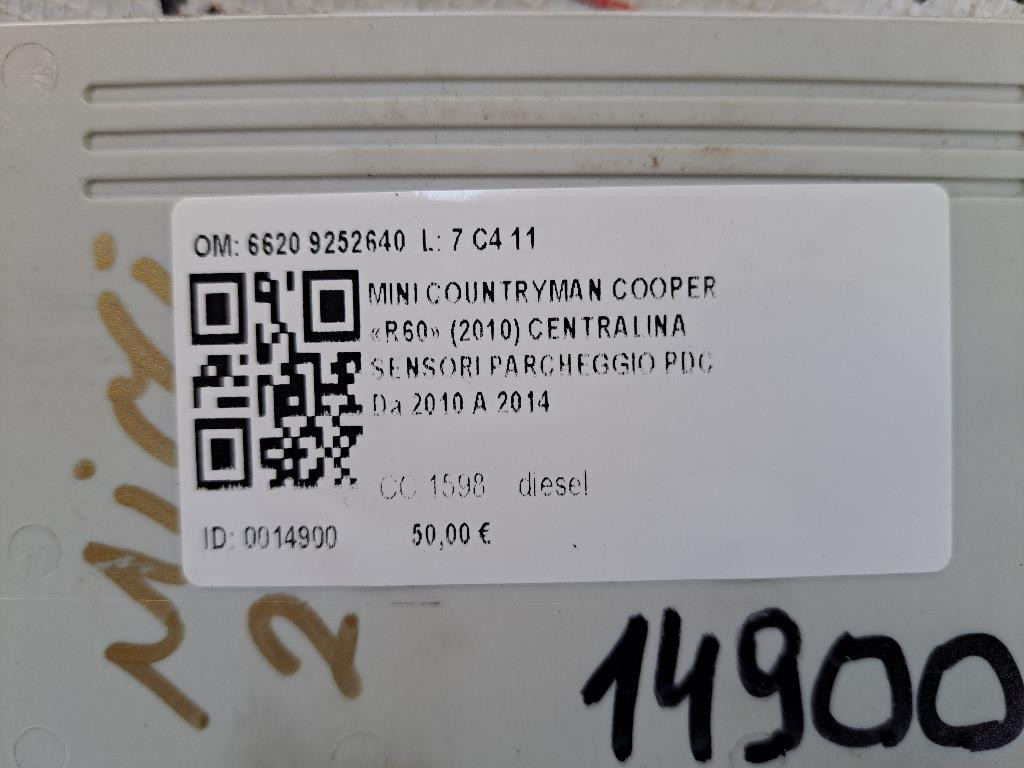 OM: 6620 9252640 L: 7 C4 11
MINI COUNTRYMAN COOPER
«R60» (2010) CENTRALINA
SENSORI PARCHEGGIO PDC
Da 2010 A 2014
CC 1598 diesel
ID: 0014900 50,00 €
2
14900